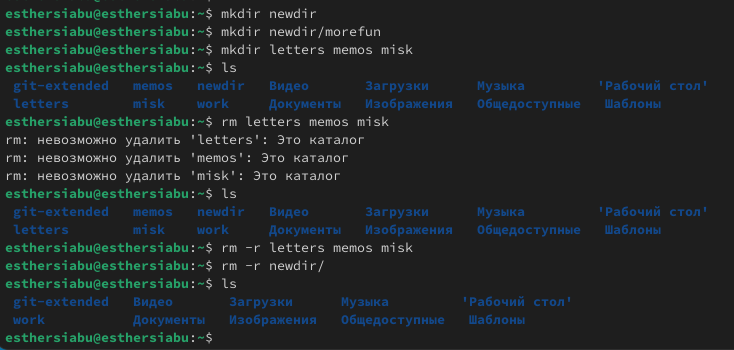 esthersiabu@esthersiabu:~$ mkdir newdir
esthersiabu@esthersiabu:~$ mkdir newdir/morefun
esthersiabu@esthersiabu:~$ mkdir letters memos misk
esthersiabu@esthersiabu:~$ ls
git-extended memos newdir Видео Загрузки Музыка 'Рабочий стол'
letters misk work Документы Изображения Общедоступные Шаблоны
esthersiabu@esthersiabu:~$ rm letters memos misk
rm: невозможно удалить 'letters': Это каталог
rm: невозможно удалить 'memos': Это каталог
rm: невозможно удалить 'misk': Это каталог
esthersiabu@esthersiabu:~$ ls
git-extended memos newdir Видео Загрузки Музыка 'Рабочий стол'
letters misk work Документы Изображения Общедоступные Шаблоны
esthersiabu@esthersiabu:~$ rm -r letters memos misk
esthersiabu@esthersiabu:~$ rm -r newdir/
esthersiabu@esthersiabu:~$ ls
git-extended Видео Загрузки Музыка 'Рабочий стол'
work Документы Изображения Общедоступные Шаблоны
esthersiabu@esthersiabu:~$